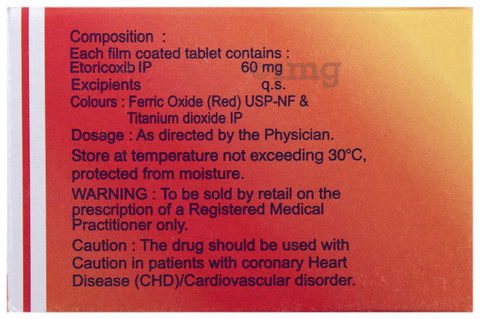 Composition :
Each film coated tablet contains :
Etoricoxib IP 60 mg
Excipients q.s.
Colours : Ferric Oxide (Red) USP-NF &
Titanium dioxide IP
Dosage : As directed by the Physician.
Store at temperature not exceeding 30°C,
protected from moisture.
WARNING : To be sold by retail on the
prescription of a Registered Medical
Practitioner only.
Caution : The drug should be used with
Caution in patients with coronary Heart
Disease (CHD)/Cardiovascular disorder.